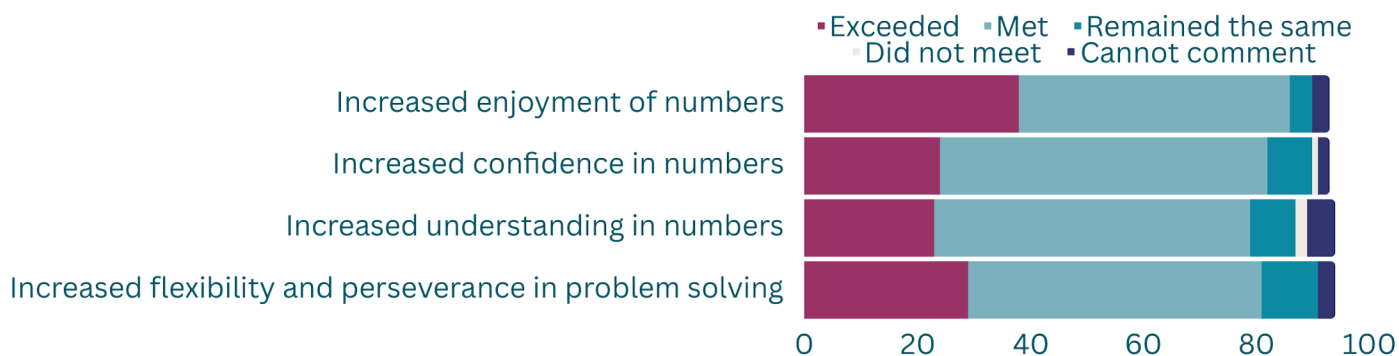 Exceeded Met Remained the same
Did not meet Cannot comment
Increased enjoyment of numbers
Increased confidence in numbers
Increased understanding in numbers
Increased flexibility and perseverance in problem solving
0 20 40 60 80 100